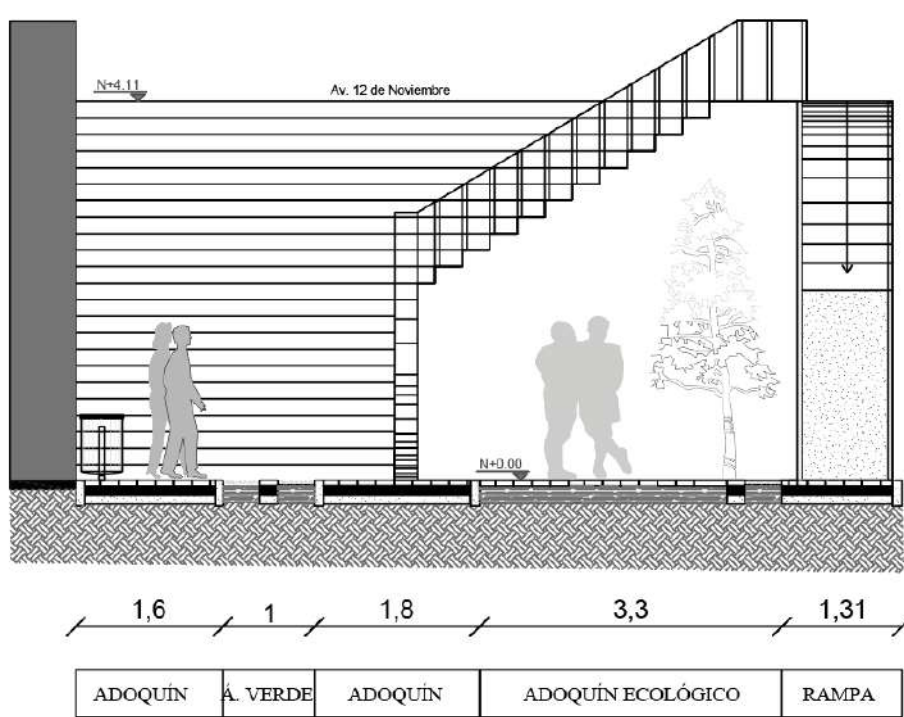 N+4.11
Av. 12 de Noviembre
N+0.00
1,6 1 1,8 3,3 1,31
ADOQUÍN Á. VERDE ADOQUÍN ADOQUÍN ECOLÓGICO RAMPA